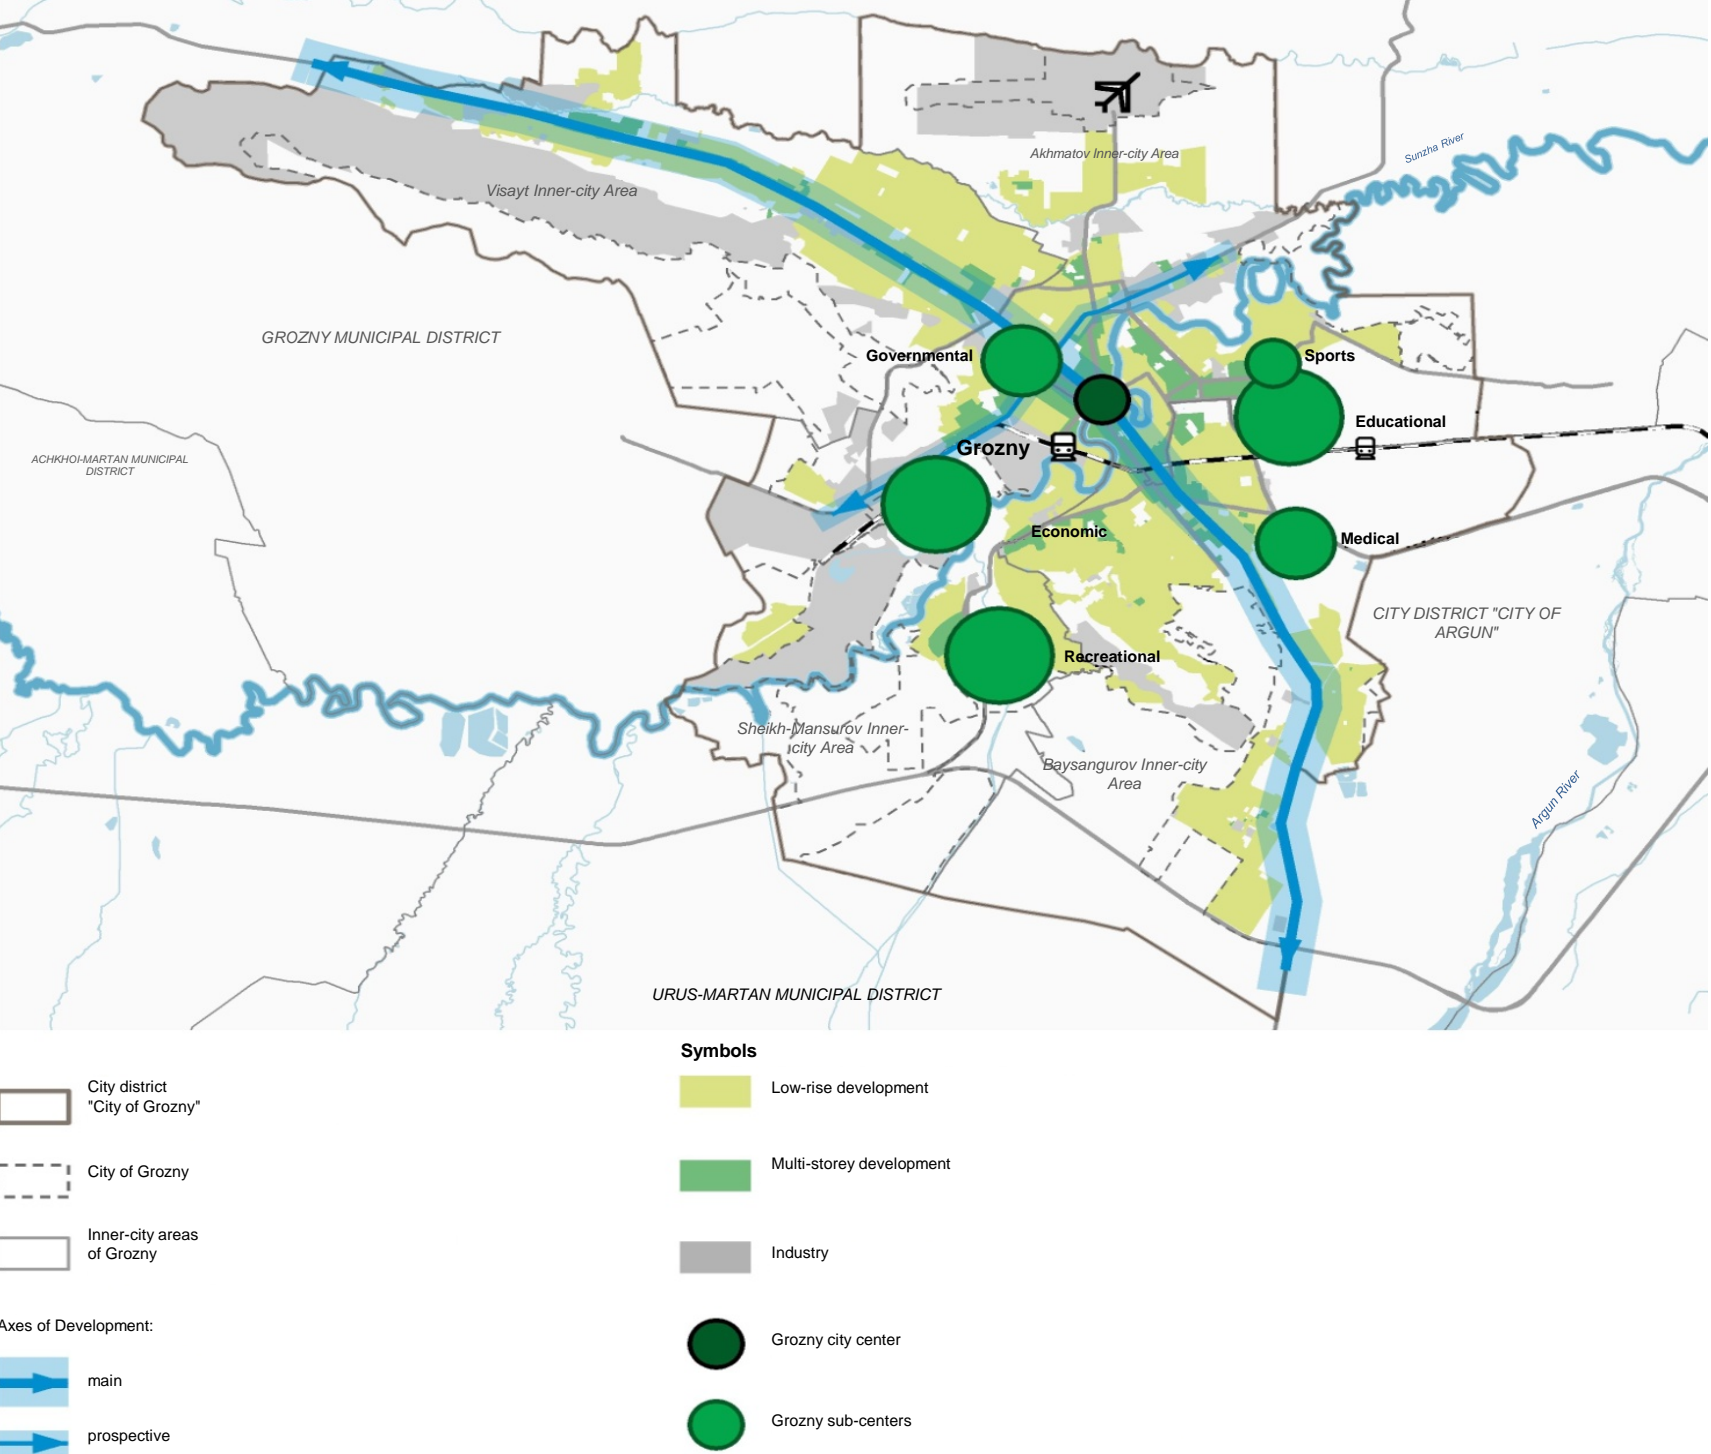 Sunzha River
Akhmatov Inner-city Area
Visayt Inner-city Area
GROZNY MUNICIPAL DISTRICT
Governmental
Sports
Educational
Grozny
ACHKHOI-MARTAN MUNICIPAL
DISTRICT
Economic
Medical
CITY DISTRICT "CITY OF
ARGUN"
Recreational
Sheikh-Mansurov Inner-
city Area
Baysangurov Inner-city
Area
Argun River
URUS-MARTAN MUNICIPAL DISTRICT
City district
"City of Grozny"
City of Grozny
Inner-city areas
of Grozny
Axes of Development:
main
prospective
Symbols
Low-rise development
Multi-storey development
Industry
Grozny city center
Grozny sub-centers